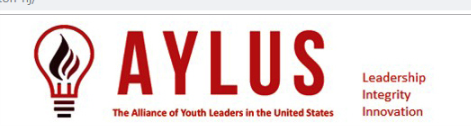 AYLUS
The Alliance of Youth Leaders in the United States
Leadership
Integrity
Innovation